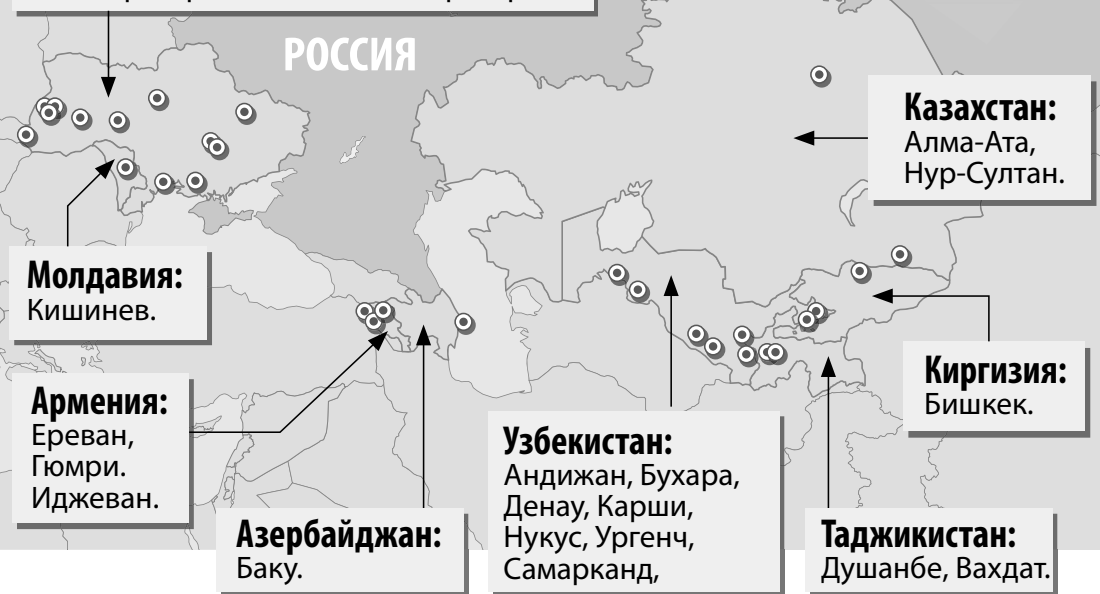 РОССИЯ
Казахстан:
Алма-Ата,
Нур-Султан.
Молдавия:
Кишинев.
Киргизия:
Бишкек.
Армения:
Ереван,
Гюмри.
Иджеван.
Узбекистан:
Андижан, Бухара,
Денау, Карши,
Нукус, Ургенч,
Самарканд,
Азербайджан:
Баку.
Таджикистан:
Душанбе, Вахдат.